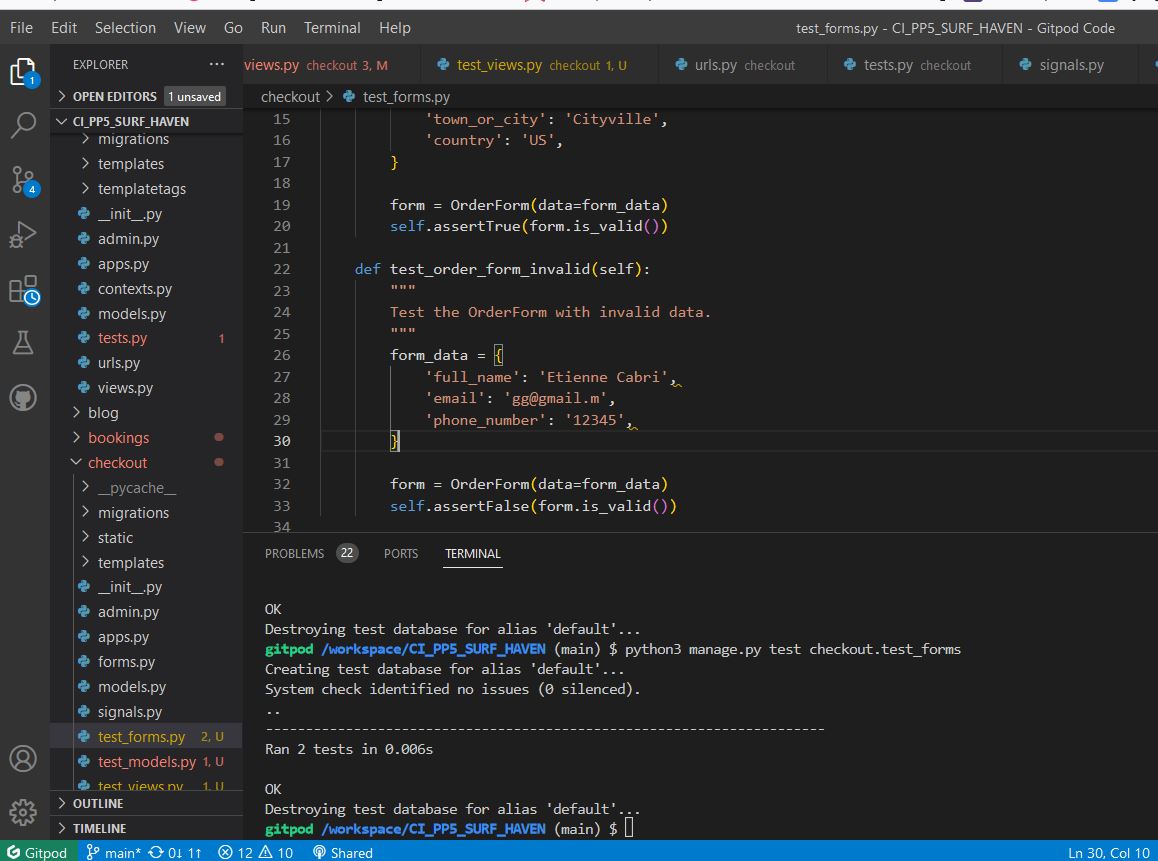 File Edit Selection View Go Run Terminal Help test_forms.py - CI_PP5_SURF_HAVEN - Gitpod Code
EXPLORER ...
views.py checkout 3, M test_views.py checkout 1, U urls.py checkout tests.py checkout signals.py
OPEN EDITORS 1 unsaved
checkout > test_forms.py
CI_PP5_SURF_HAVEN
migrations
templates
templatetags
__init__.py
admin.py
apps.py
contexts.py
models.py
tests.py 1
urls.py
views.py
blog
bookings
checkout
__pycache__
migrations
static
templates
__init__.py
admin.py
apps.py
forms.py
models.py
signals.py
test_forms.py 2, U
test_models.py 1, U
test_views.py 1, U
OUTLINE
TIMELINE
15 'town_or_city': 'Cityville',
16 'country': 'US',
17 }
18
19 form = OrderForm(data=form_data)
20 self.assertTrue(form.is_valid())
21
22 def test_order_form_invalid(self):
23 """
24 Test the OrderForm with invalid data.
25 """
26 form_data = {
27 'full_name': 'Etienne Cabri',
28 'email': 'gg@gmail.m',
29 'phone_number': '12345',
30 }
31
32 form = OrderForm(data=form_data)
33 self.assertFalse(form.is_valid())
34
PROBLEMS 22 PORTS TERMINAL
OK
Destroying test database for alias 'default'...
gitpod /workspace/CI_PP5_SURF_HAVEN (main) $ python3 manage.py test checkout.test_forms
Creating test database for alias 'default'...
System check identified no issues (0 silenced).
..
----------------------------------------------------------------------
Ran 2 tests in 0.006s
OK
Destroying test database for alias 'default'...
gitpod /workspace/CI_PP5_SURF_HAVEN (main) $
1
4
Gitpod main* 0↓ 1↑ 12 10 Shared Ln 30, Col 10